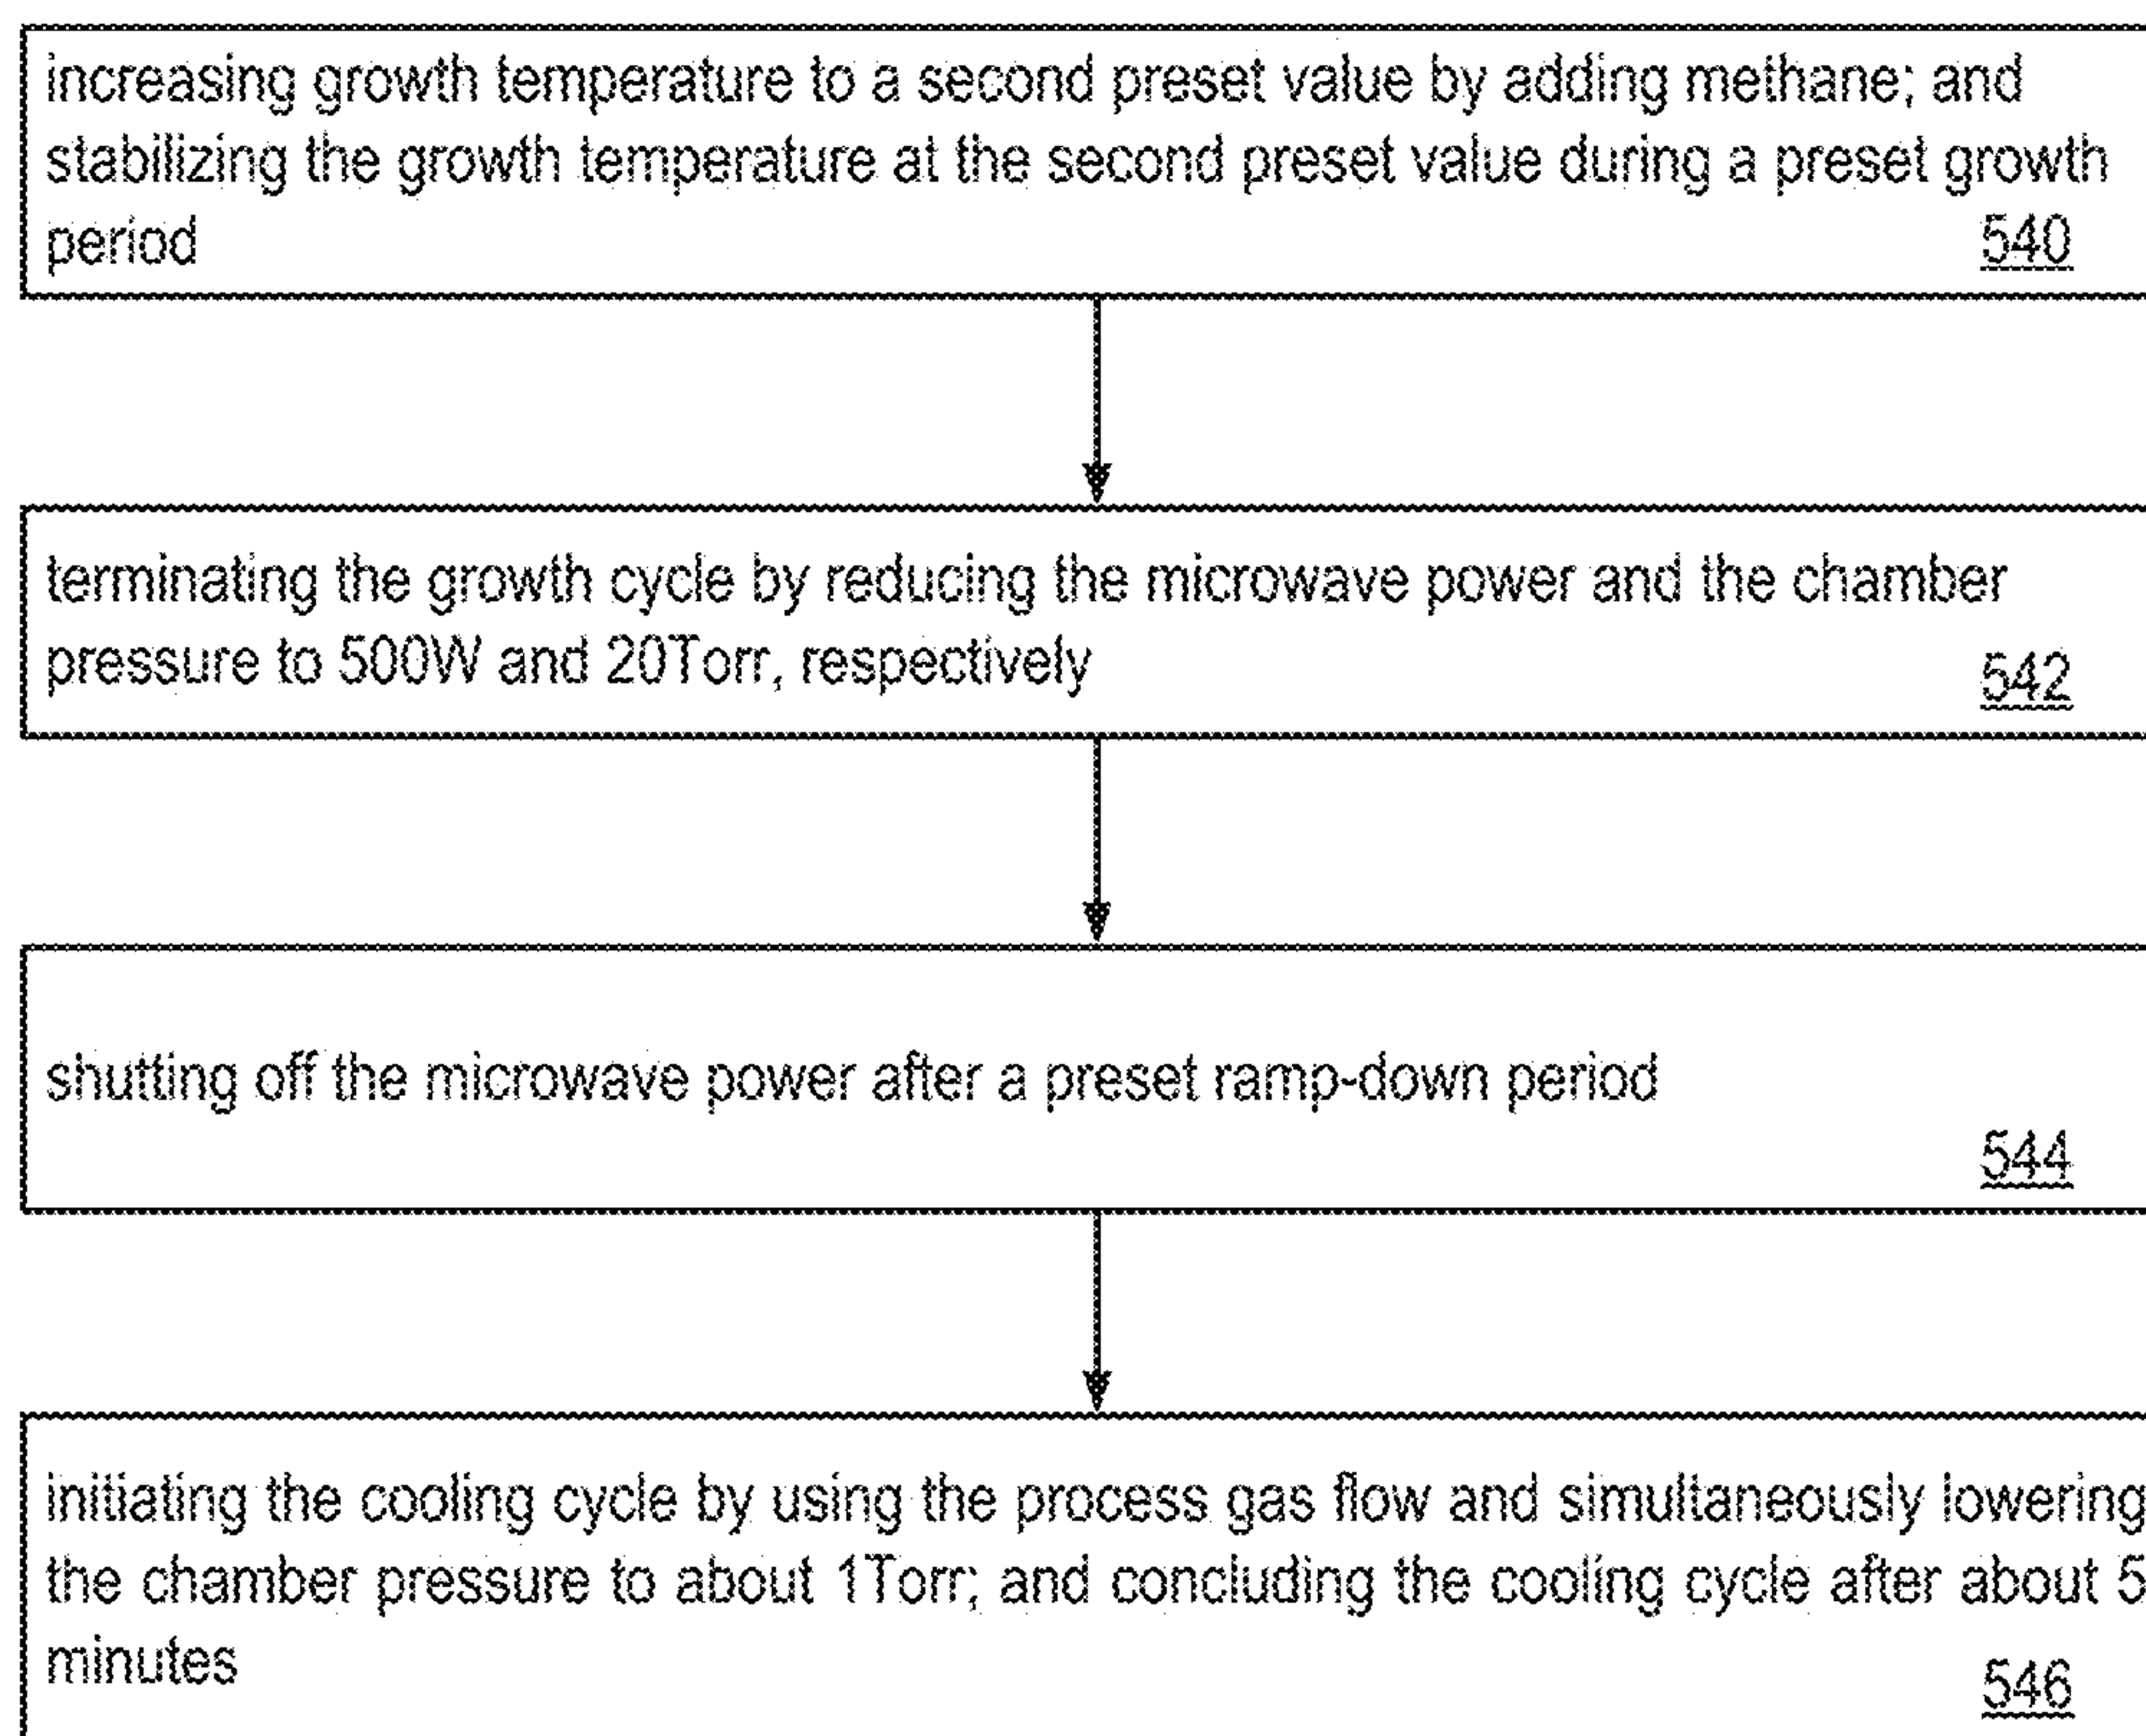 increasing growth temperature to a second preset value by adding methane; and
stabilizing the growth temperature at the second preset value during a preset growth
period
540
terminating the growth cycle by reducing the microwave power and the chamber
pressure to 500W and 20Torr, respectively
542
shutting off the microwave power after a preset ramp-down period
544
initiating the cooling cycle by using the process gas flow and simultaneously lowering
the chamber pressure to about 1Torr; and concluding the cooling cycle after about 5
minutes
546